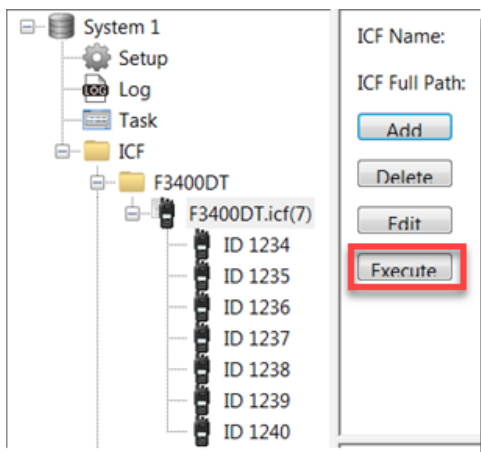 System 1
Setup
LOG
Log
Task
ICF
F3400DT
F3400DT.icf(7)
ID 1234
ID 1235
ID 1236
ID 1237
ID 1238
ID 1239
ID 1240
ICF Name:
ICF Full Path:
Add
Delete
Edit
Execute